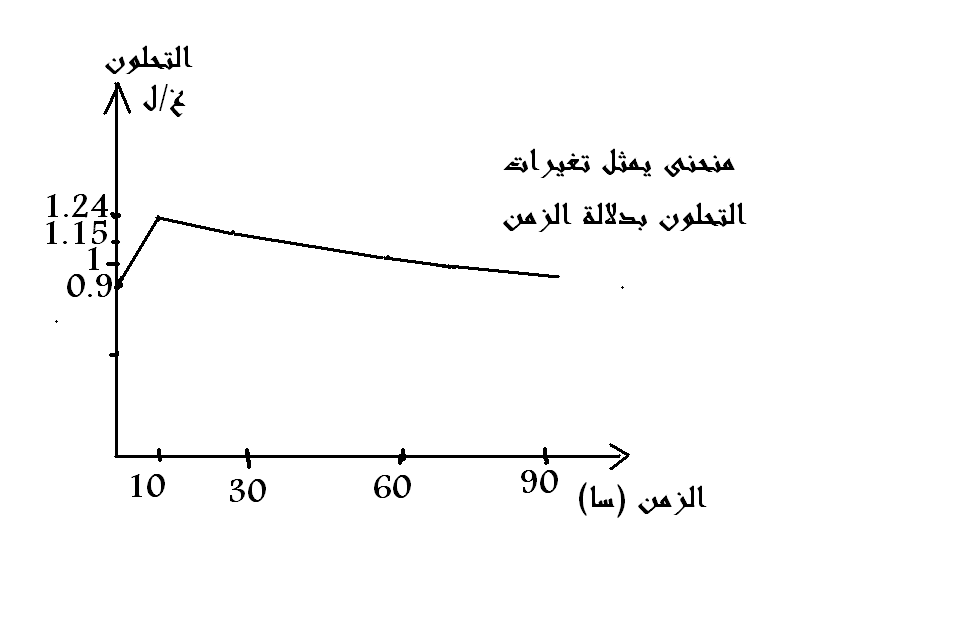 التحلون
غ/ل
منحنى يمثل تغيرات
التحلون بدلالة الزمن
1.24
1.15
1
0.9
10 30 60 90
الزمن (سا)